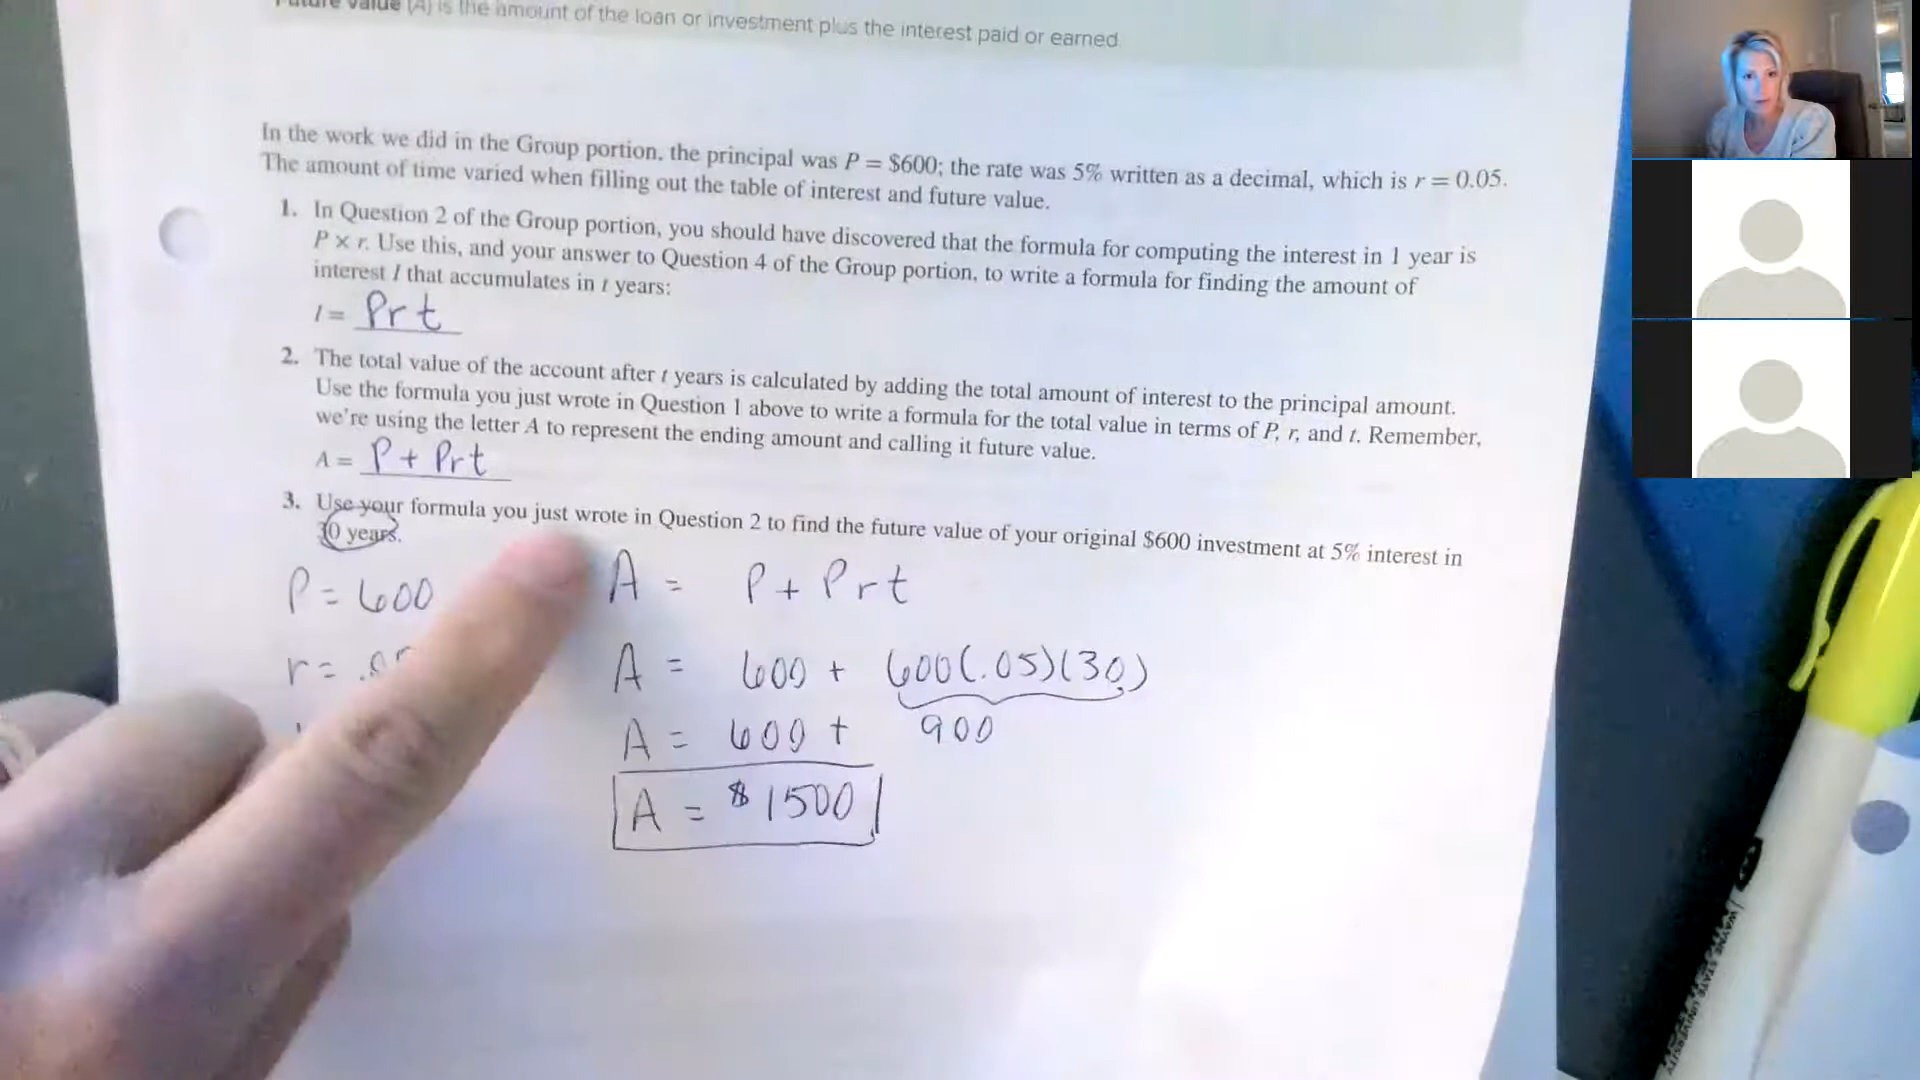 Future Value (A) is the amount of the loan or investment plus the interest paid or earned
In the work we did in the Group portion, the principal was P = $600; the rate was 5% written as a decimal, which is r = 0.05.
The amount of time varied when filling out the table of interest and future value.
1. In Question 2 of the Group portion, you should have discovered that the formula for computing the interest in 1 year is
P × r. Use this, and your answer to Question 4 of the Group portion, to write a formula for finding the amount of
interest I that accumulates in t years:
I = Prt
2. The total value of the account after t years is calculated by adding the total amount of interest to the principal amount.
Use the formula you just wrote in Question 1 above to write a formula for the total value in terms of P, r, and t. Remember,
we're using the letter A to represent the ending amount and calling it future value.
A = P + Prt
3. Use your formula you just wrote in Question 2 to find the future value of your original $600 investment at 5% interest in
30 years.
P = 600
A = P + Prt
r =
A = 600 + 600(.05)(30)
A = 600 + 900
A = $1500
WAYNE STATE UNIVERSITY